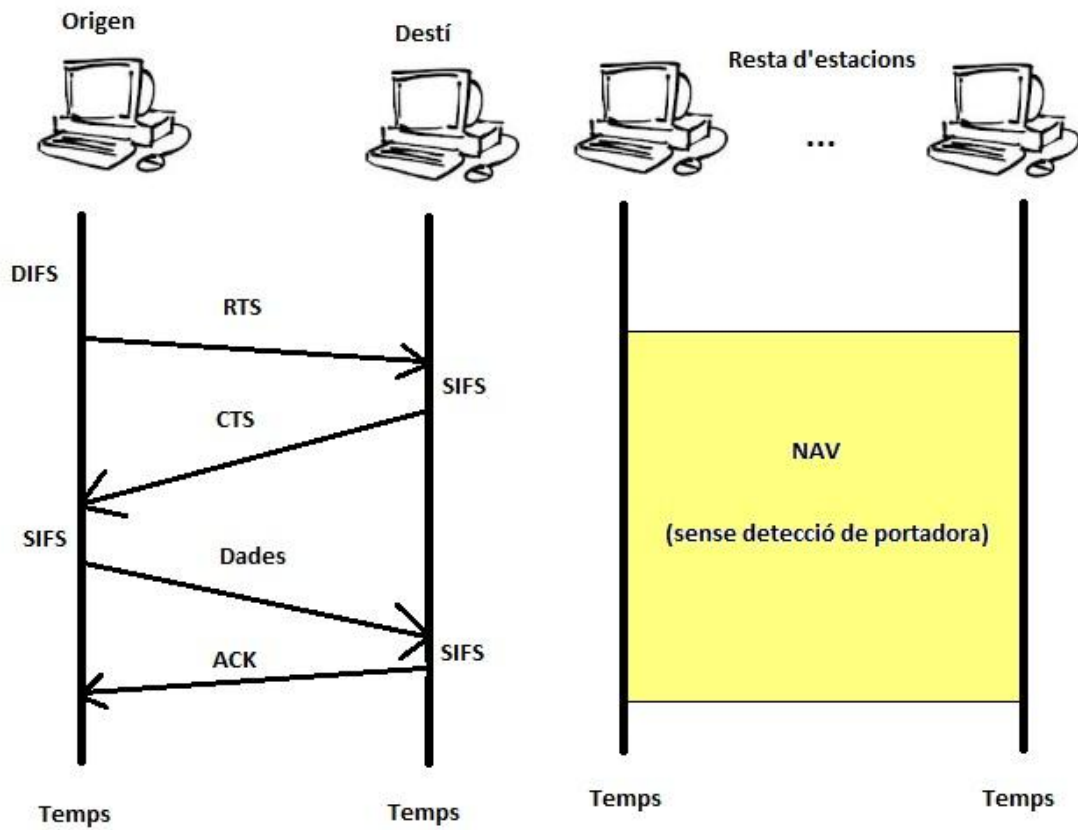 Origen
Destí
Resta d'estacions
...
DIFS
RTS
SIFS
CTS
NAV
(sense detecció de portadora)
SIFS
Dades
SIFS
ACK
Temps
Temps
Temps
Temps